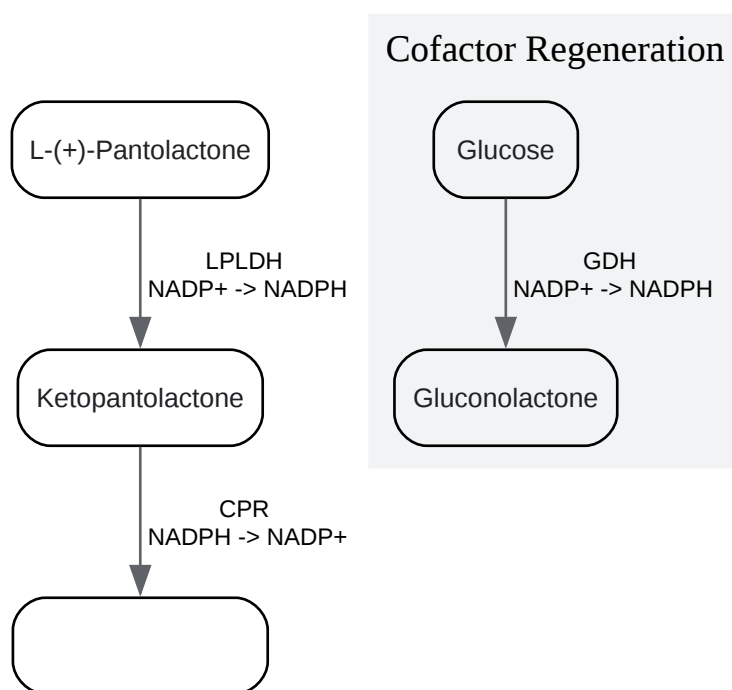 Cofactor Regeneration
L-(+)-Pantolactone
Glucose
LPLDH
NADP+ -> NADPH
GDH
NADP+ -> NADPH
Ketopantolactone
Gluconolactone
CPR
NADPH -> NADP+